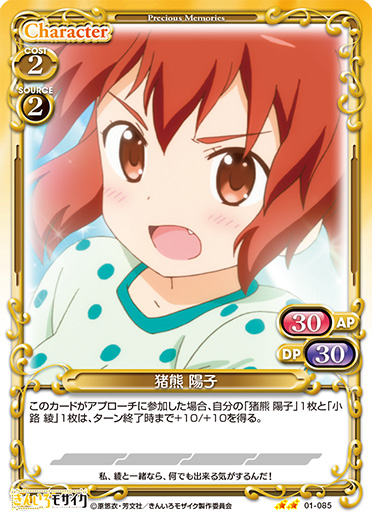 Precious Memories
Character
COST
2
SOURCE
2
30 AP
DP 30
猪熊 陽子
このカードがアプローチに参加した場合、自分の「猪熊 陽子」1枚と「小
路 綾」1枚は、ターン終了時まで+10/+10を得る。
私、綾と一緒なら、何でも出来る気がするんだ！
きんいろモザイク
©原悠衣・芳文社／きんいろモザイク製作委員会
01-085